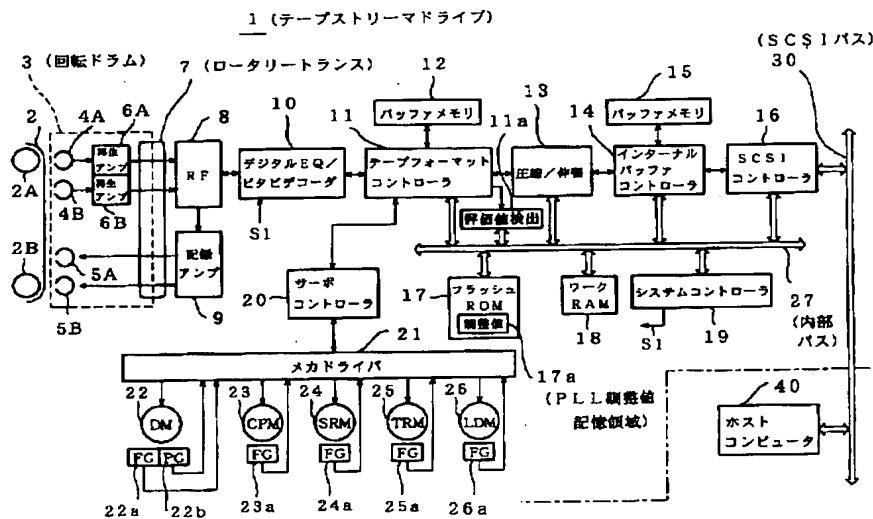 1 (テープストリーマドライブ)
3 (回転ドラム)
7 (ロータリートランス)
(SCSIバス)
30
2
4A
6A
8
10
11
12
バッファメモリ
11a
13
14
15
バッファメモリ
16
再生
アンプ
再生
アンプ
2A
4B
6B
RF
デジタルEQ/
ビタビデコーダ
テープフォーマット
コントローラ
圧縮/伸張
インターナル
バッファ
コントローラ
SCSI
コントローラ
S1
評価値検出
2B
5A
5B
記録
アンプ
9
20
サーボ
コントローラ
17
フラッシュ
ROM
調整値
ワーク
RAM
18
システムコントローラ
S1
19
27
(内部
バス)
21
メカドライバ
17a
(PLL調整値
記憶領域)
22
DM
23
CPM
24
SRM
25
TRM
26
LDM
FG
PG
FG
FG
FG
FG
22a
22b
23a
24a
25a
26a
40
ホスト
コンピュータ